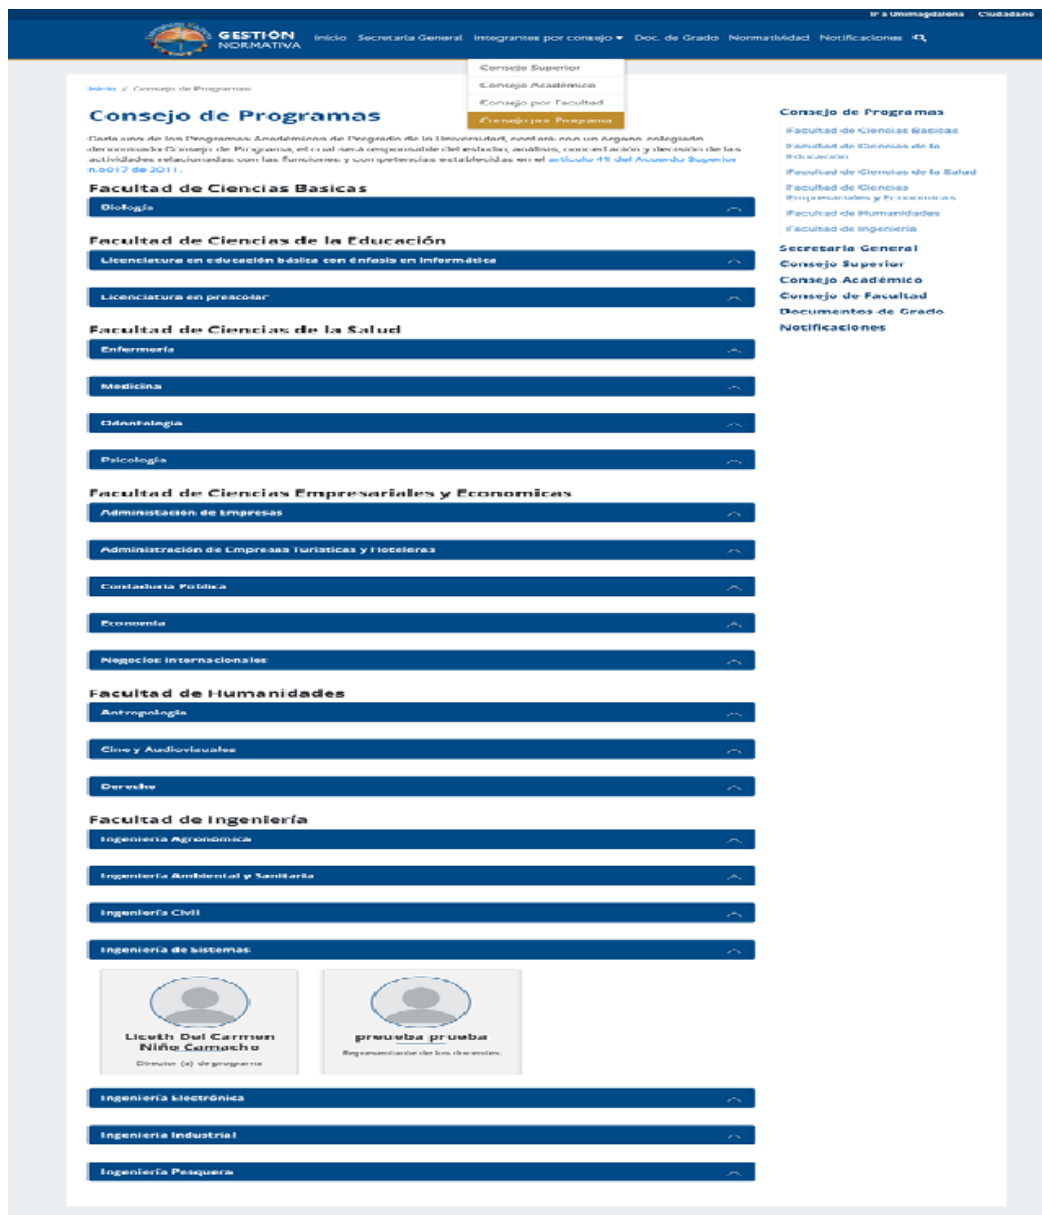 Ir a Unimagdalena Ciudadano
GESTIÓN
NORMATIVA
Inicio Secretaría General Integrantes por consejo Doc. de Grado Normatividad Notificaciones
Consejo Superior
Consejo Académico
Consejo por Facultad
Consejo por Programa
Inicio / Consejo de Programas
Consejo de Programas
Cada uno de los Programas Académicos de Pregrado de la Universidad, contará con un órgano colegiado
denominado Consejo de Programa, el cual será responsable del estudio, análisis, concertación y decisión de las
actividades relacionadas con las funciones y competencias establecidas en el artículo 49 del Acuerdo Superior
n.o017 de 2011.
Facultad de Ciencias Basicas
Biología
Facultad de Ciencias de la Educación
Licenciatura en educación básica con énfasis en informática
Licenciatura en preescolar
Facultad de Ciencias de la Salud
Enfermería
Medicina
Odontología
Psicología
Facultad de Ciencias Empresariales y Economicas
Administación de Empresas
Administración de Empresas Turísticas y Hoteleras
Contaduría Pública
Economía
Negocios Internacionales
Facultad de Humanidades
Antropología
Cine y Audiovisuales
Derecho
Facultad de Ingeniería
Ingeniería Agronómica
Ingeniería Ambiental y Sanitaria
Ingeniería Civil
Ingeniería de Sistemas
Liceth Del Carmen
Niño Camacho
Director (a) de programa
preueba prueba
Representante de los docentes
Ingeniería Electrónica
Ingeniería Industrial
Ingeniería Pesquera
Consejo de Programas
Facultad de Ciencias Basicas
Facultad de Ciencias de la
Educación
Facultad de Ciencias de la Salud
Facultad de Ciencias
Empresariales y Economicas
Facultad de Humanidades
Facultad de Ingeniería
Secretaría General
Consejo Superior
Consejo Académico
Consejo de Facultad
Documentos de Grado
Notificaciones